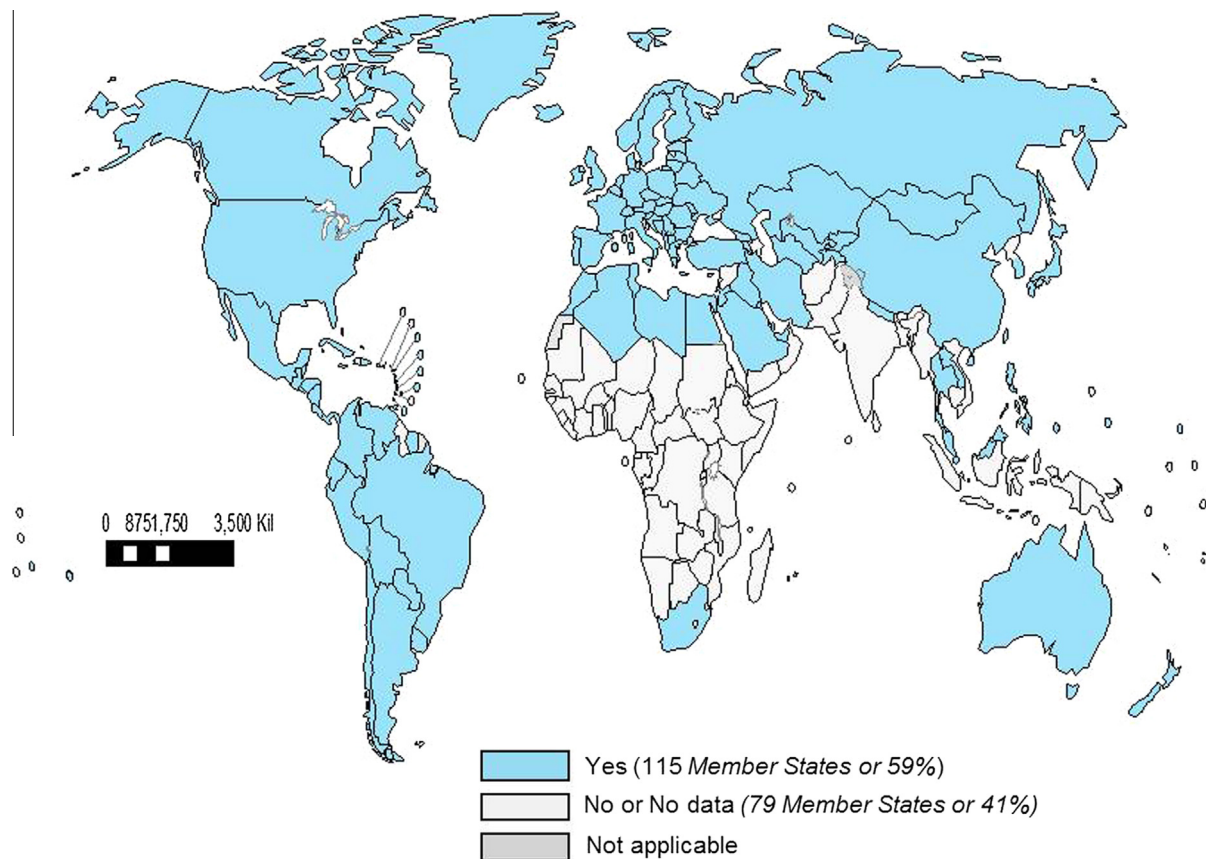 0 8751,750 3,500 Kil
Yes (115 Member States or 59%)
No or No data (79 Member States or 41%)
Not applicable